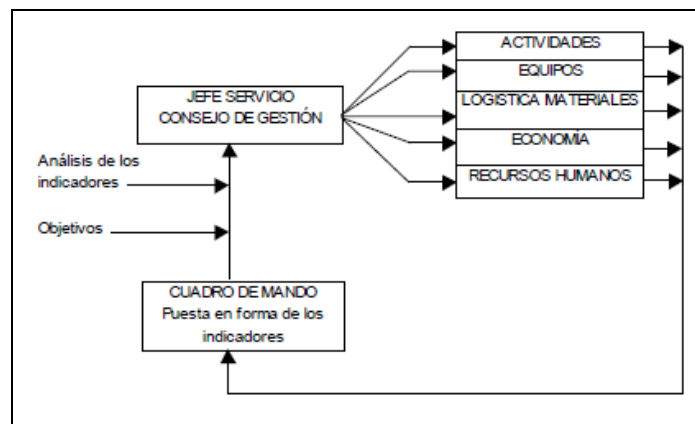 ACTIVIDADES
EQUIPOS
LOGISTICA MATERIALES
ECONOMÍA
RECURSOS HUMANOS
JEFE SERVICIO
CONSEJO DE GESTIÓN
Análisis de los
indicadores
Objetivos
CUADRO DE MANDO
Puesta en forma de los
indicadores